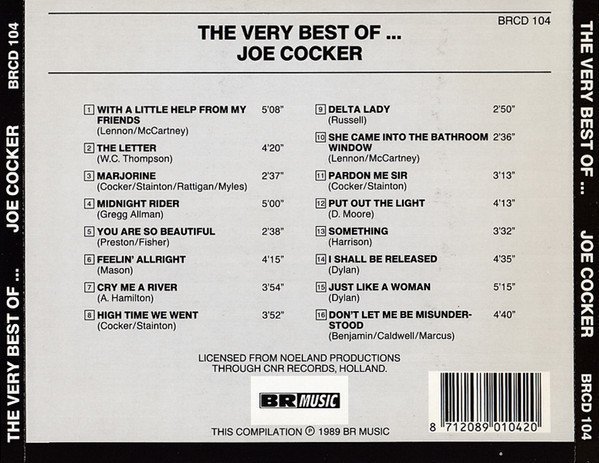 THE VERY BEST OF ... JOE COCKER BRCD 104
BRCD 104
THE VERY BEST OF ...
JOE COCKER
1 WITH A LITTLE HELP FROM MY FRIENDS 5'08"
(Lennon/McCartney)
2 THE LETTER 4'20"
(W.C. Thompson)
3 MARJORINE 2'37"
(Cocker/Stainton/Rattigan/Myles)
4 MIDNIGHT RIDER 5'00"
(Gregg Allman)
5 YOU ARE SO BEAUTIFUL 2'38"
(Preston/Fisher)
6 FEELIN' ALLRIGHT 4'15"
(Mason)
7 CRY ME A RIVER 3'54"
(A. Hamilton)
8 HIGH TIME WE WENT 3'52"
(Cocker/Stainton)
9 DELTA LADY 2'50"
(Russell)
10 SHE CAME INTO THE BATHROOM 2'36"
WINDOW
(Lennon/McCartney)
11 PARDON ME SIR 3'13"
(Cocker/Stainton)
12 PUT OUT THE LIGHT 4'13"
(D. Moore)
13 SOMETHING 3'32"
(Harrison)
14 I SHALL BE RELEASED 4'35"
(Dylan)
15 JUST LIKE A WOMAN 5'15"
(Dylan)
16 DON'T LET ME BE MISUNDER- 4'40"
STOOD
(Benjamin/Caldwell/Marcus)
LICENSED FROM NOELAND PRODUCTIONS
THROUGH CNR RECORDS, HOLLAND.
BR MUSIC
THIS COMPILATION ℗ 1989 BR MUSIC
8 712089 010420
THE VERY BEST OF ... JOE COCKER BRCD 104